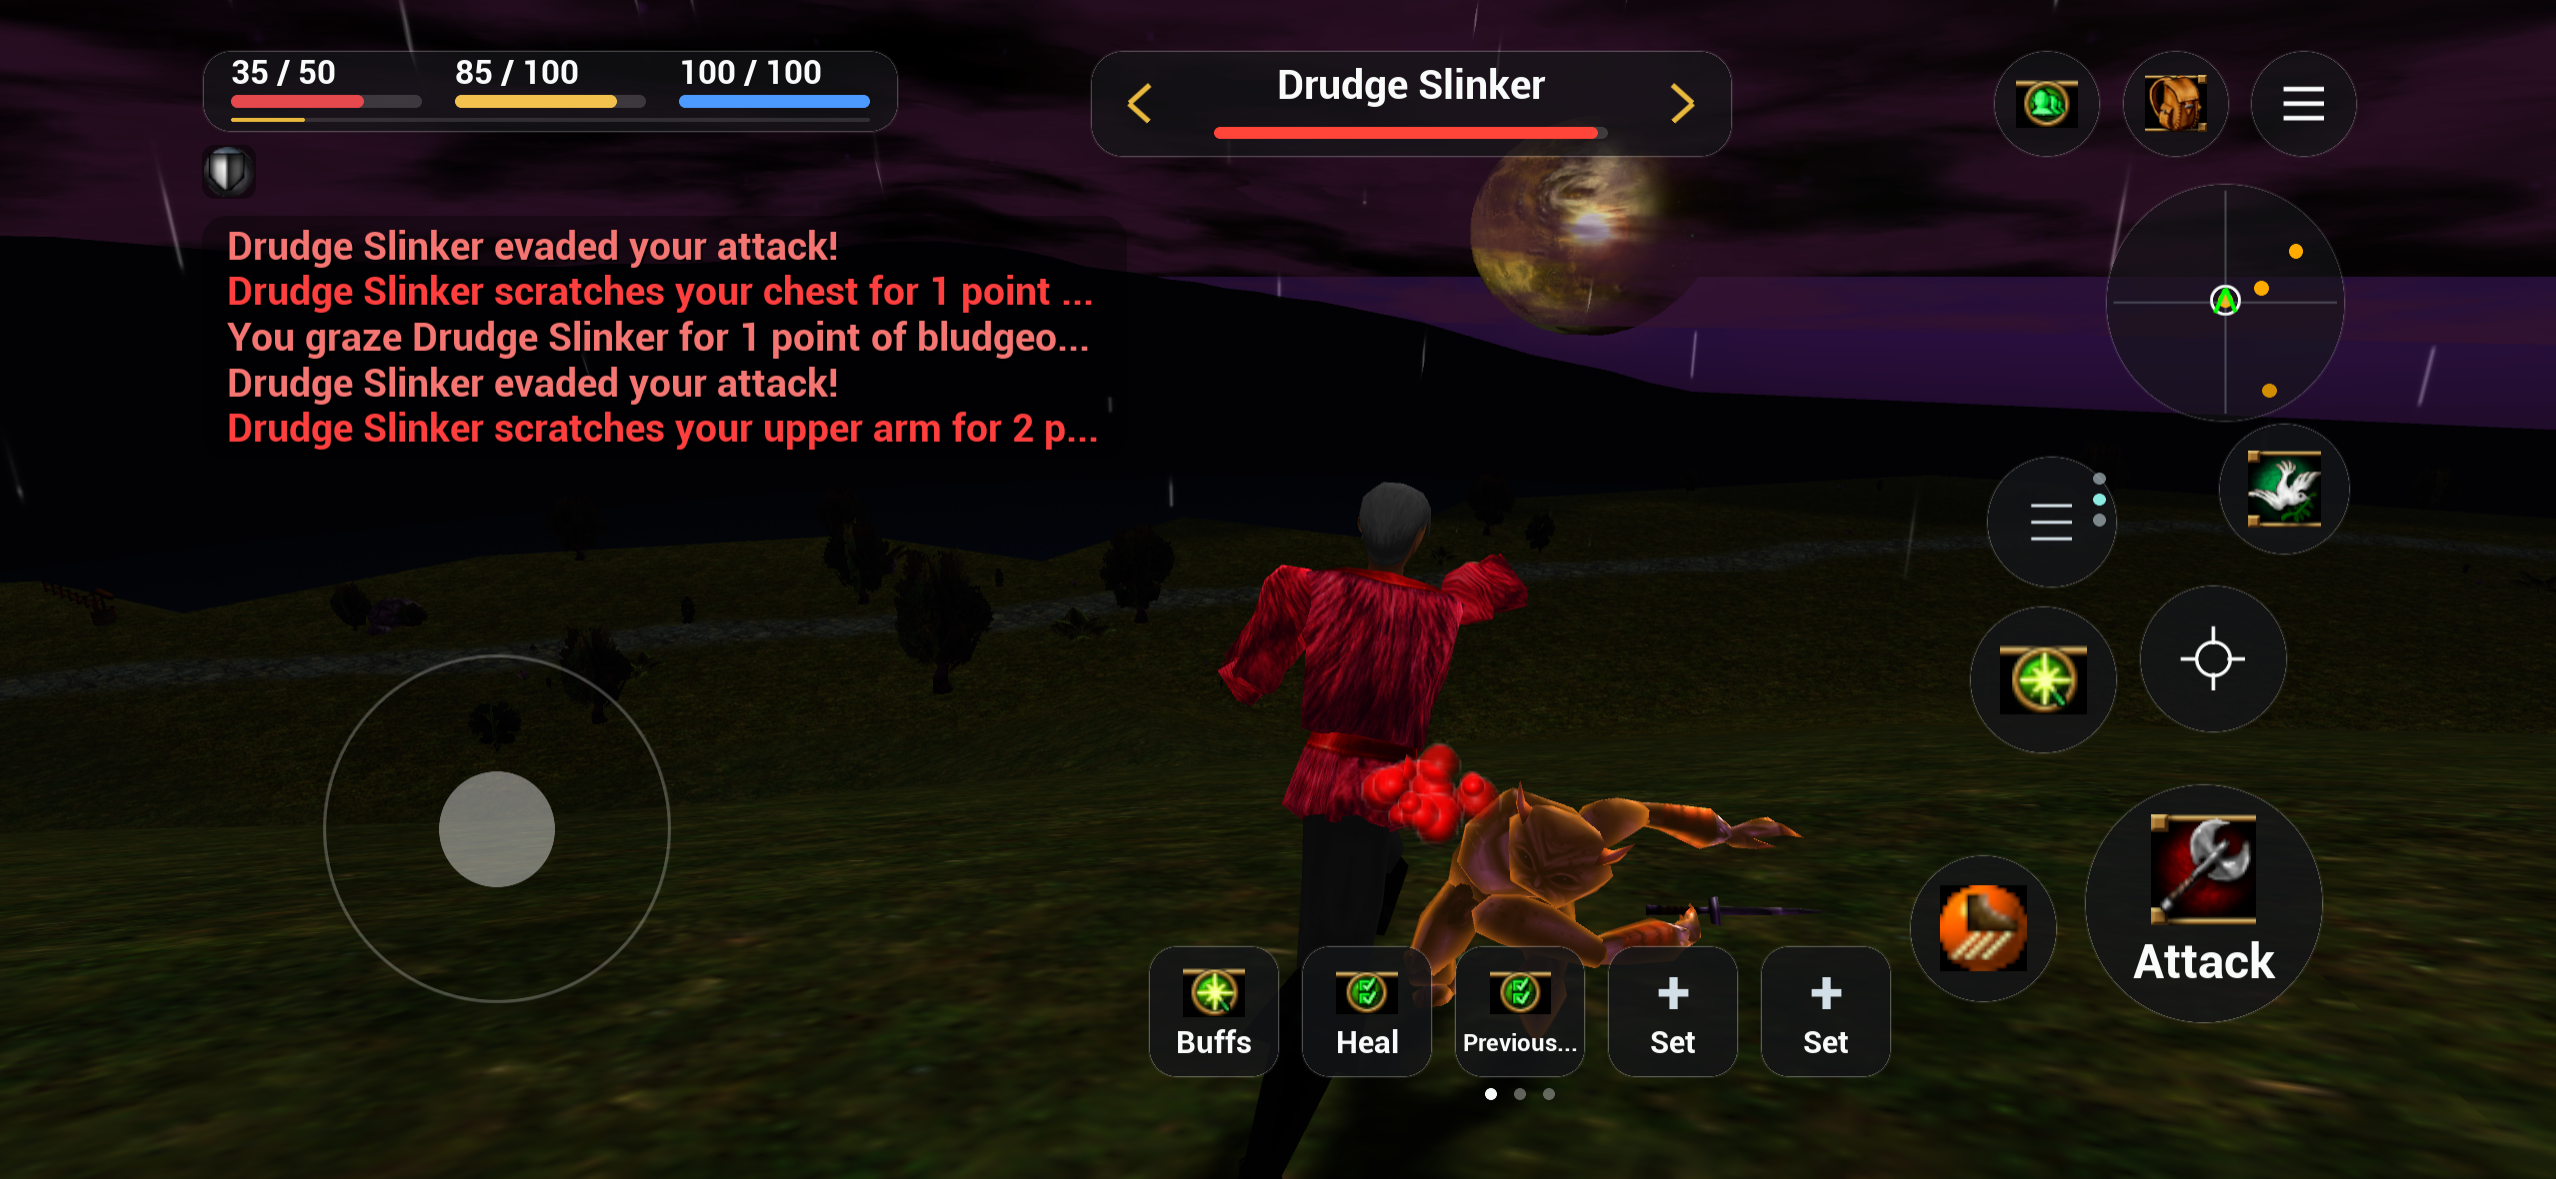 35 / 50
85 / 100
100 / 100
Drudge Slinker
Drudge Slinker evaded your attack!
Drudge Slinker scratches your chest for 1 point ...
You graze Drudge Slinker for 1 point of bludgeo...
Drudge Slinker evaded your attack!
Drudge Slinker scratches your upper arm for 2 p...
Attack
Buffs
Heal
Previous...
Set
Set